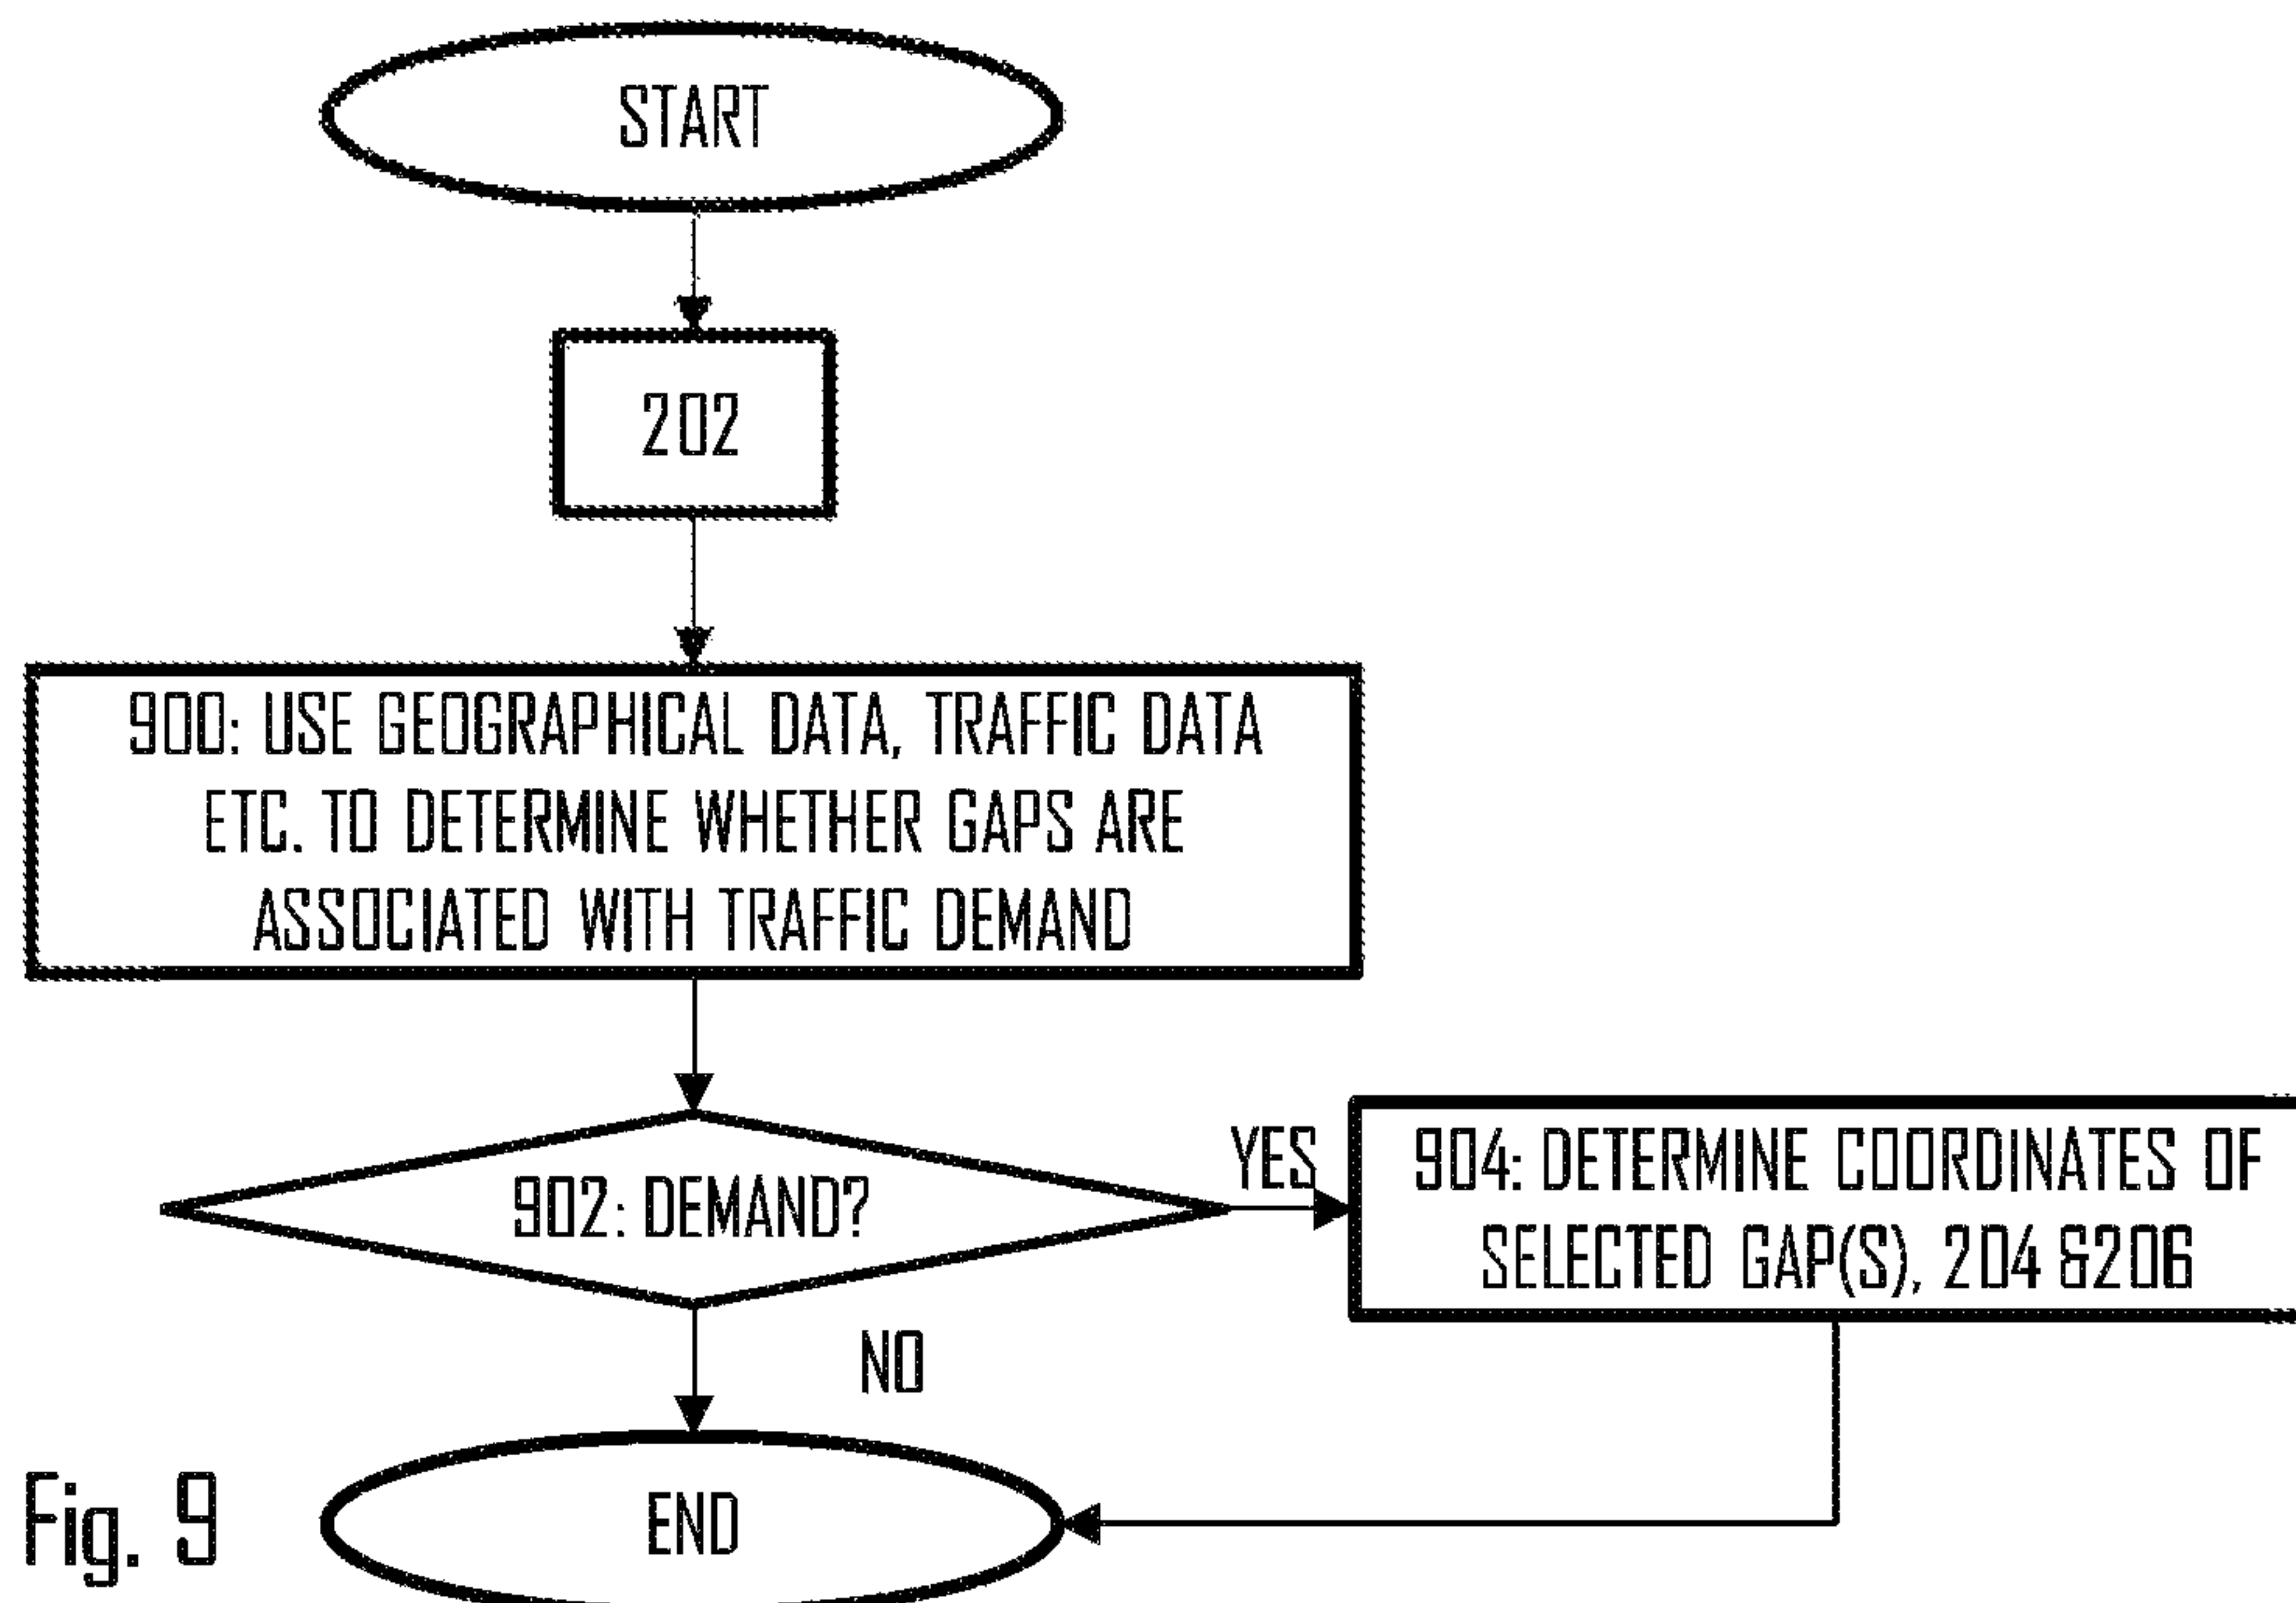 START
202
900: USE GEOGRAPHICAL DATA, TRAFFIC DATA
ETC. TO DETERMINE WHETHER GAPS ARE
ASSOCIATED WITH TRAFFIC DEMAND
902: DEMAND?
YES
904: DETERMINE COORDINATES OF
SELECTED GAP(S), 204 &206
NO
END
Fig. 9